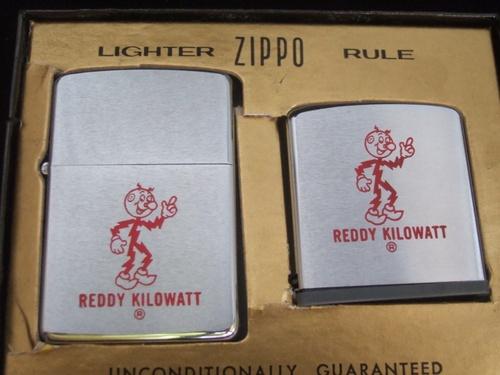 LIGHTER ZIPPO RULE
REDDY KILOWATT
®
REDDY KILOWATT
®
UNCONDITIONALLY GUARANTEED